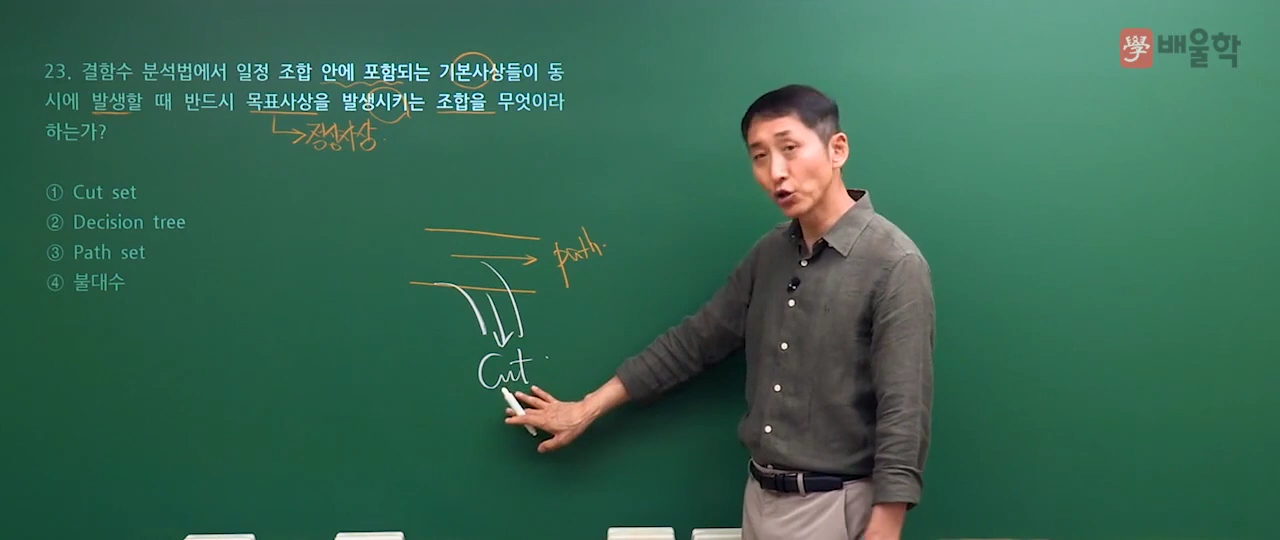 學 배울학
23. 결함수 분석법에서 일정 조합 안에 포함되는 기본사상들이 동
시에 발생할 때 반드시 목표사상을 발생시키는 조합을 무엇이라
하는가?
정상사상
① Cut set
② Decision tree
③ Path set
④ 불대수
path.
Cut